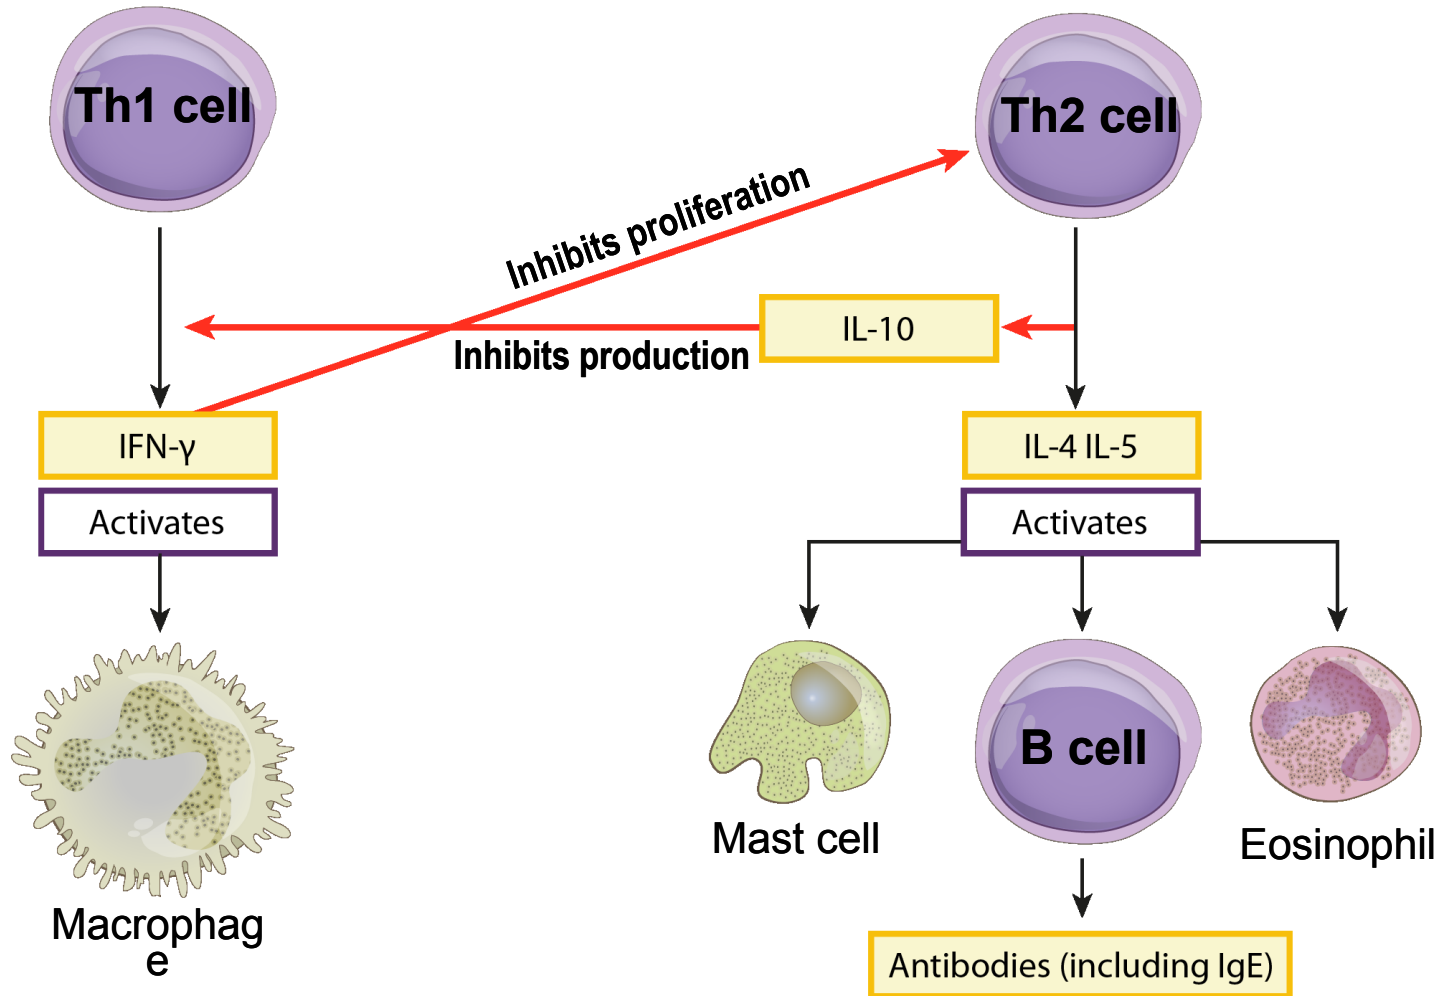 Th1 cell
Th2 cell
Inhibits proliferation
IL-10
Inhibits production
IFN-γ
IL-4 IL-5
Activates
Activates
B cell
Mast cell
Eosinophil
Macrophag
e
Antibodies (including IgE)